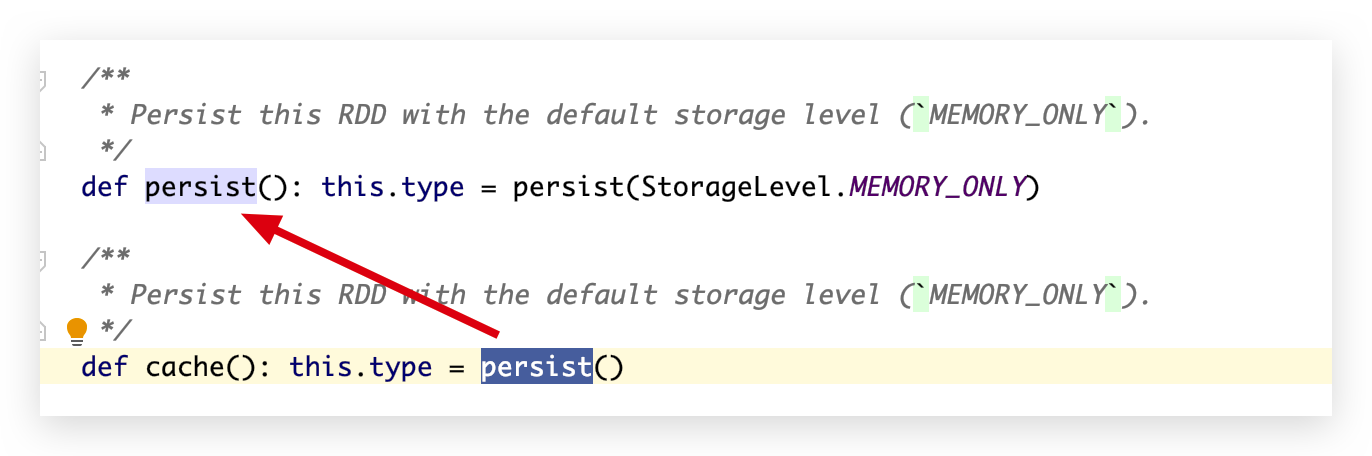 /**
* Persist this RDD with the default storage level (`MEMORY_ONLY`).
*/
def persist(): this.type = persist(StorageLevel.MEMORY_ONLY)
/**
* Persist this RDD with the default storage level (`MEMORY_ONLY`).
*/
def cache(): this.type = persist()